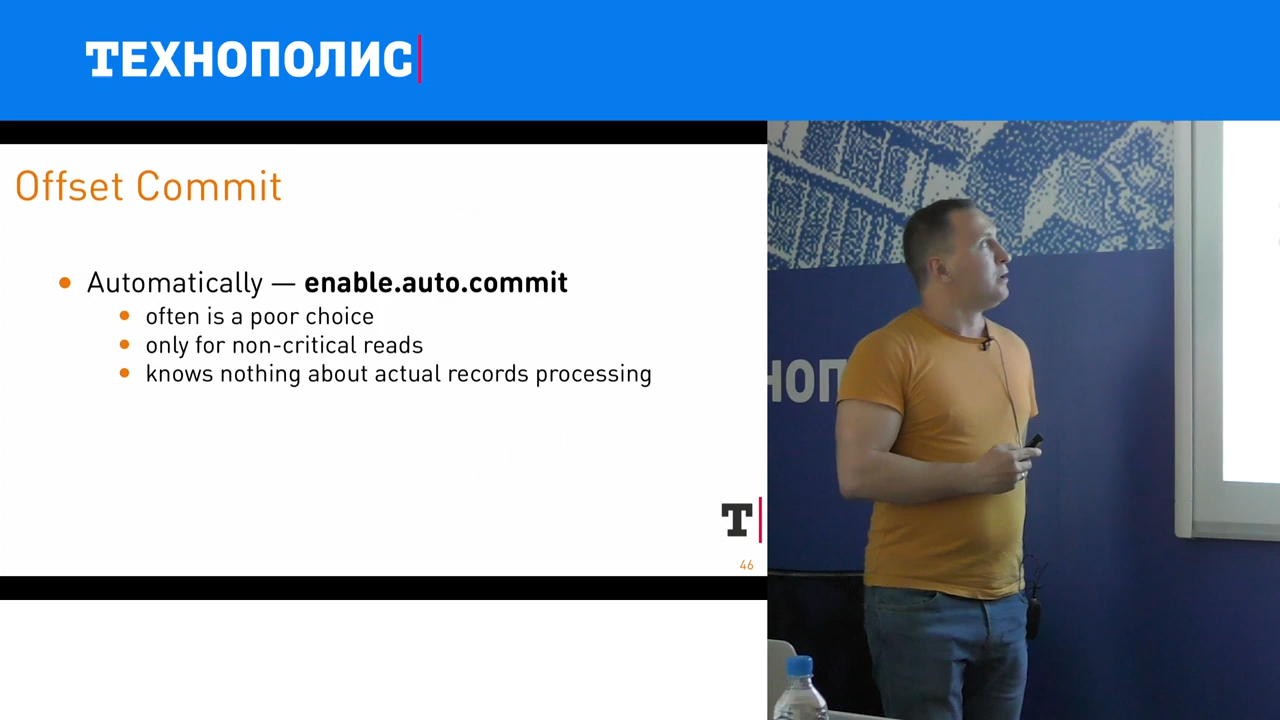 ТЕХНОПОЛИС
Offset Commit
Automatically — enable.auto.commit
often is a poor choice
only for non-critical reads
knows nothing about actual records processing
T
46
НОП